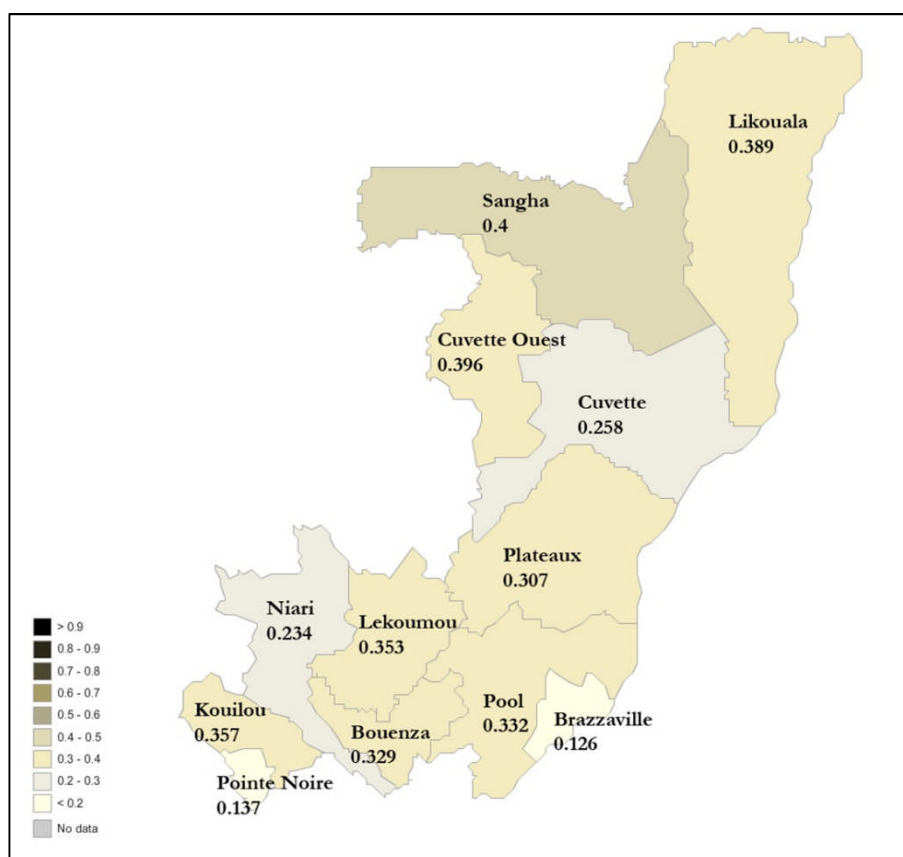 Likouala
0.389
Sangha
0.4
Cuvette Ouest
0.396
Cuvette
0.258
Plateaux
0.307
Niari
0.234
Lekoumou
0.353
Pool
0.332
Brazzaville
0.126
Kouilou
0.357
Bouenza
0.329
Pointe Noire
0.137
> 0.9
0.8 - 0.9
0.7 - 0.8
0.6 - 0.7
0.5 - 0.6
0.4 - 0.5
0.3 - 0.4
0.2 - 0.3
< 0.2
No data